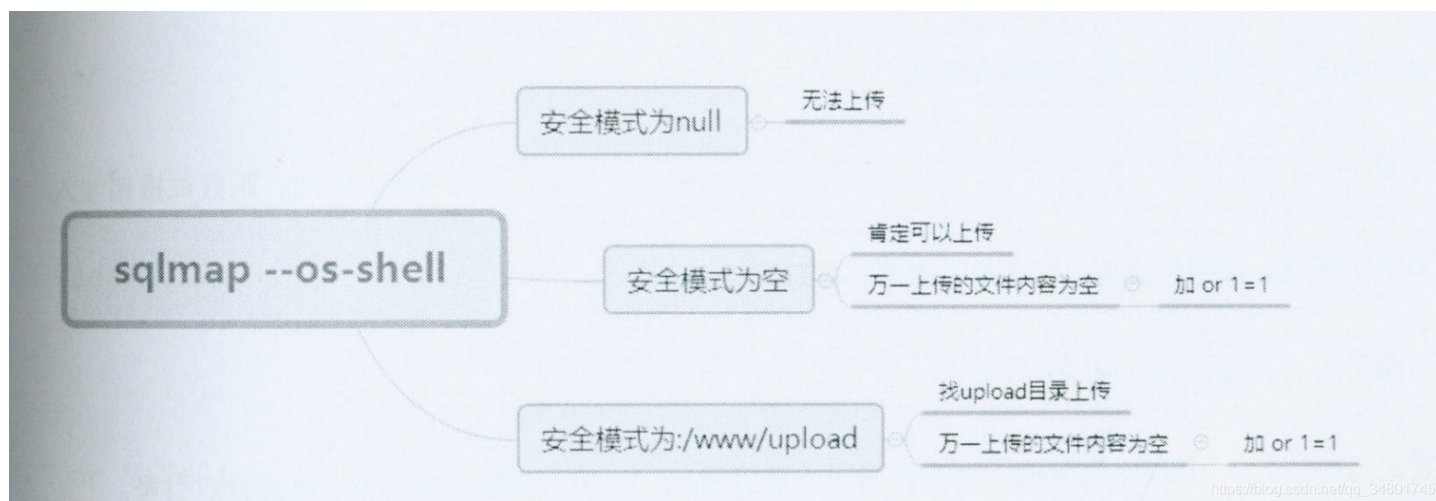 安全模式为null
无法上传
sqlmap --os-shell
安全模式为空
肯定可以上传
万一上传的文件内容为空
加 or 1=1
安全模式为:/www/upload
找upload目录上传
万一上传的文件内容为空
加 or 1=1
https://blog.csdn.net/qq_34801745